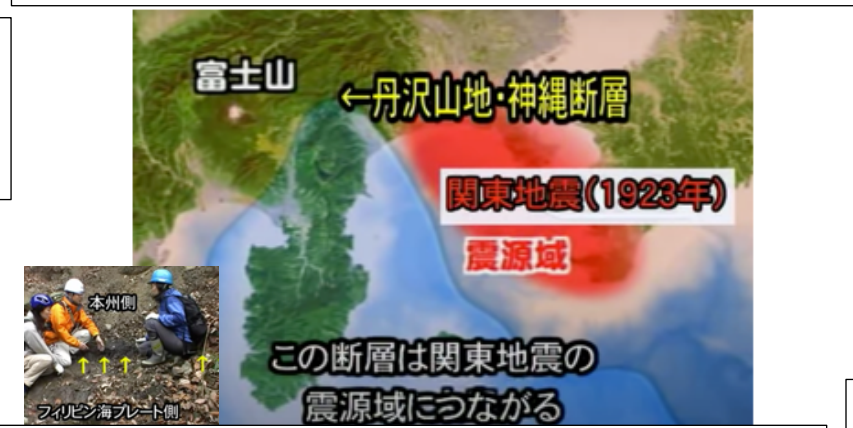 富士山
←丹沢山地・神縄断層
関東地震(1923年)
震源域
本州側
↑↑↑ ↑
フィリピン海プレート側
この断層は関東地震の
震源域につながる